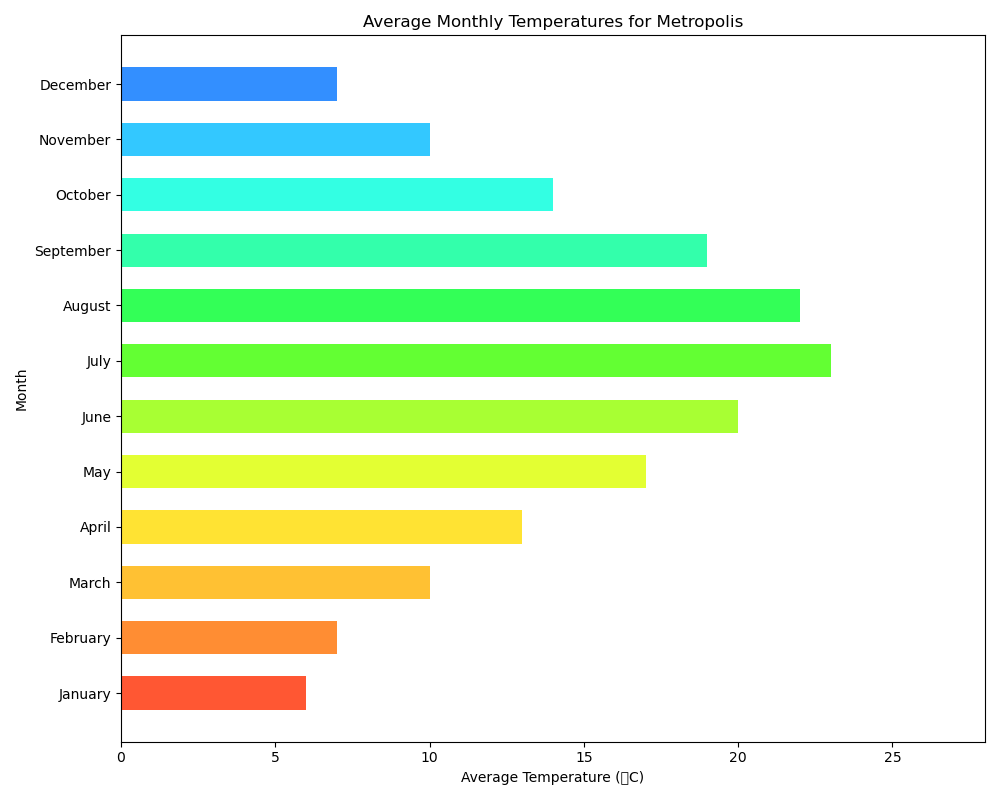 Average Monthly Temperatures for Metropolis
December
November
October
September
August
July
June
May
April
March
February
January
Month
0 5 10 15 20 25
Average Temperature (▯C)